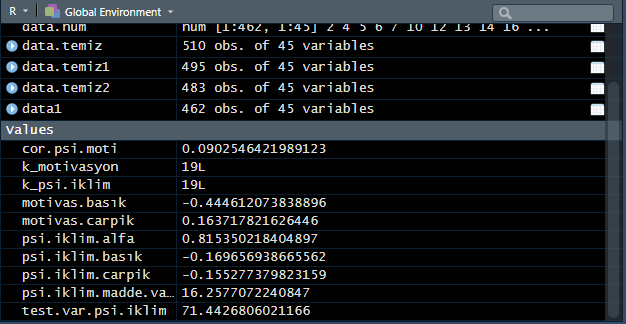 R Global Environment
data.num num [1:462, 1:45] 2 4 5 6 7 10 12 13 14 16 ...
data.temiz 510 obs. of 45 variables
data.temiz1 495 obs. of 45 variables
data.temiz2 483 obs. of 45 variables
data1 462 obs. of 45 variables
Values
cor.psi.moti 0.0902546421989123
k_motivasyon 19L
k_psi.iklim 19L
motivas.basık -0.444612073838896
motivas.carpik 0.163717821626446
psi.iklim.alfa 0.815350218404897
psi.iklim.basık -0.169656938665562
psi.iklim.carpik -0.155277379823159
psi.iklim.madde.va… 16.2577072240847
test.var.psi.iklim 71.4426806021166